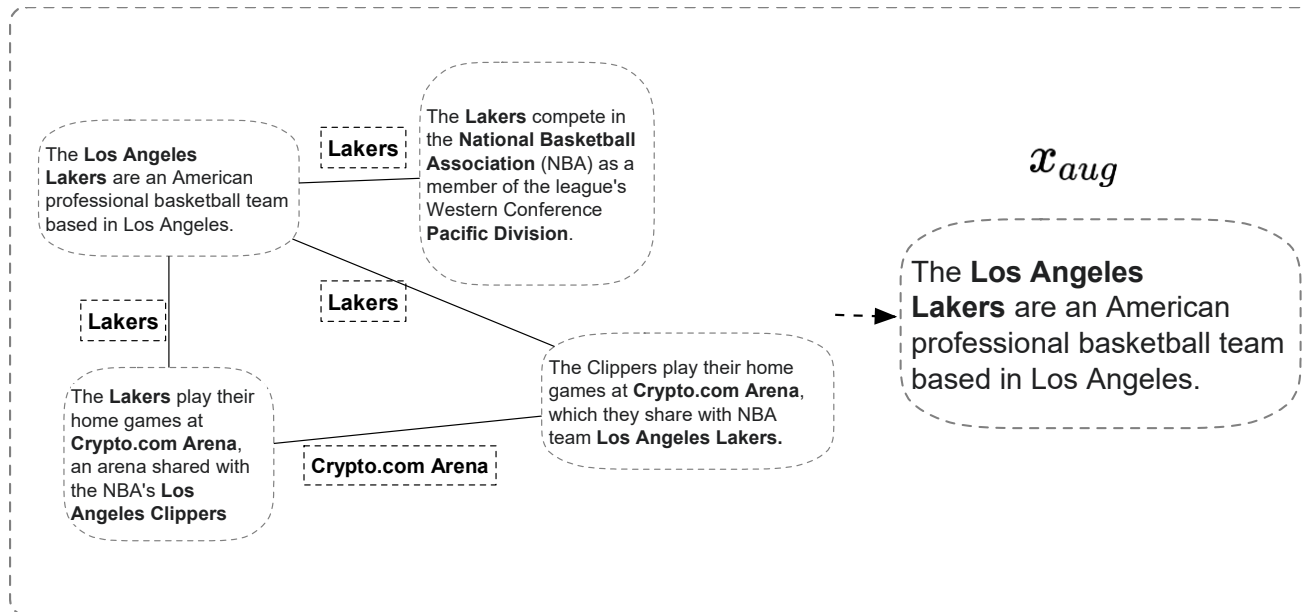 The Los Angeles
Lakers are an American
professional basketball team
based in Los Angeles.
Lakers
The Lakers compete in
the National Basketball
Association (NBA) as a
member of the league's
Western Conference
Pacific Division.
Lakers
Lakers
The Lakers play their
home games at
Crypto.com Arena,
an arena shared with
the NBA's Los
Angeles Clippers
Crypto.com Arena
The Clippers play their home
games at Crypto.com Arena,
which they share with NBA
team Los Angeles Lakers.
x_aug
The Los Angeles
Lakers are an American
professional basketball team
based in Los Angeles.